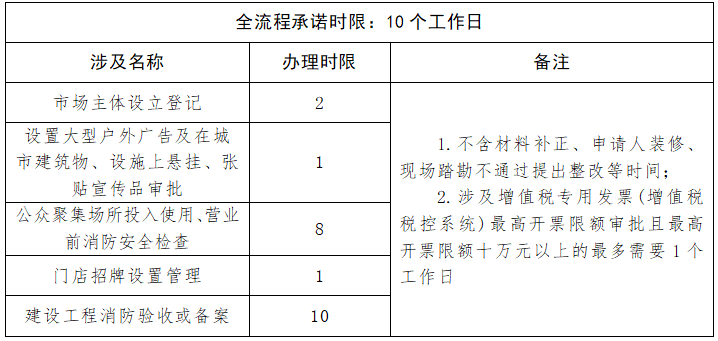 全流程承诺时限：10个工作日
涉及名称
办理时限
备注
市场主体设立登记
2
设置大型户外广告及在城
市建筑物、设施上悬挂、张
贴宣传品审批
1
公众聚集场所投入使用、营业
前消防安全检查
8
门店招牌设置管理
1
建设工程消防验收或备案
10
1.不含材料补正、申请人装修、
现场踏勘不通过提出整改等时间；
2.涉及增值税专用发票(增值税
税控系统)最高开票限额审批且最高
开票限额十万元以上的最多需要1个
工作日